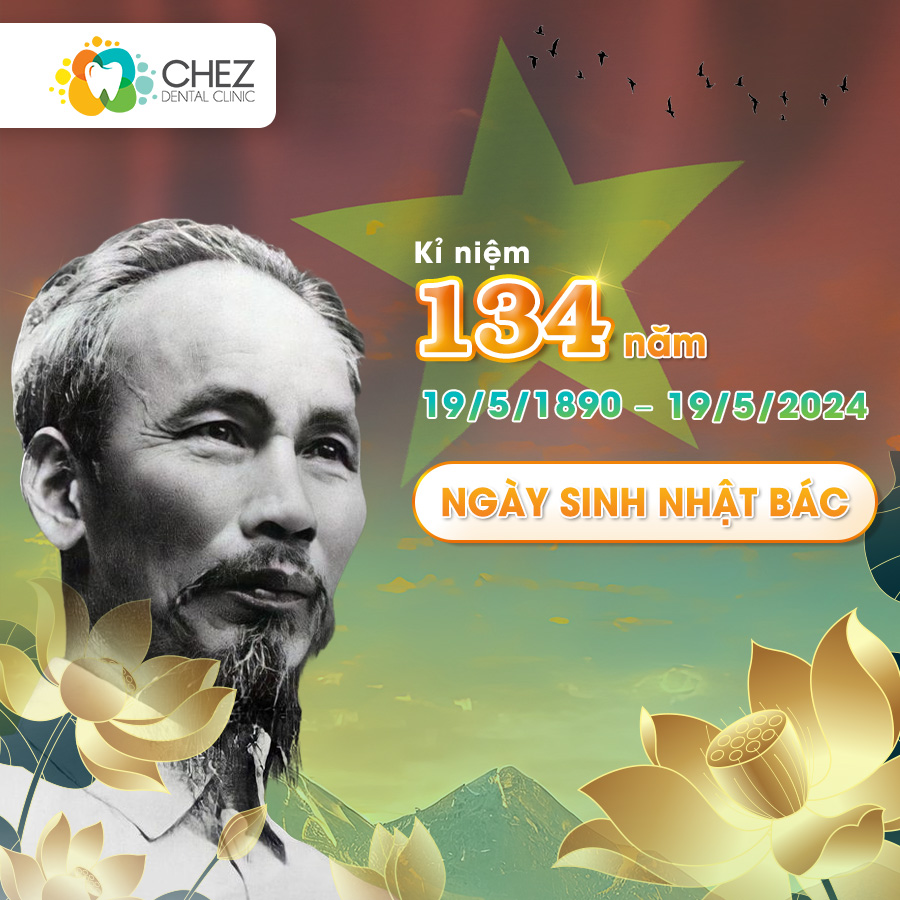 CHEZ
DENTAL CLINIC
Kỉ niệm
134 năm
19/5/1890 – 19/5/2024
NGÀY SINH NHẬT BÁC